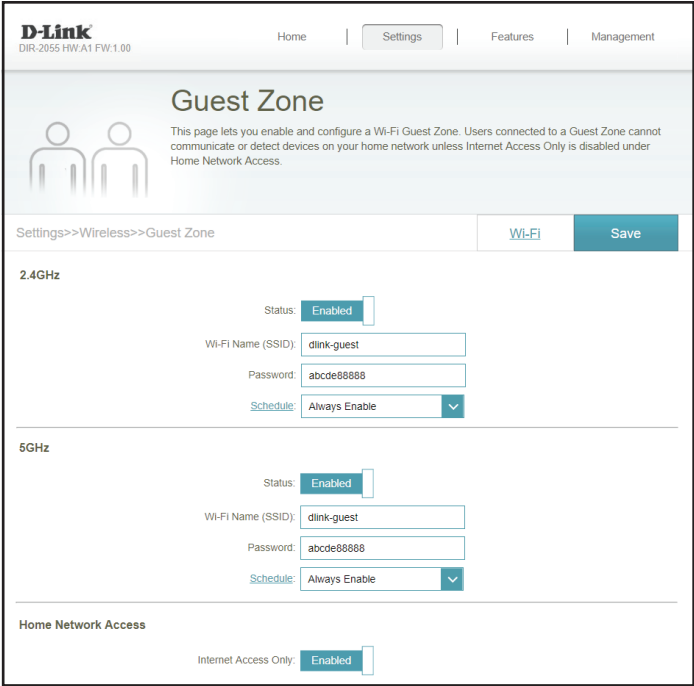 D-Link
DIR-2055 HW:A1 FW:1.00
Home
Settings
Features
Management
Guest Zone
This page lets you enable and configure a Wi-Fi Guest Zone. Users connected to a Guest Zone cannot
communicate or detect devices on your home network unless Internet Access Only is disabled under
Home Network Access.
Settings>>Wireless>>Guest Zone
Wi-Fi
Save
2.4GHz
Status: Enabled
Wi-Fi Name (SSID): dlink-guest
Password: abcde88888
Schedule: Always Enable
5GHz
Status: Enabled
Wi-Fi Name (SSID): dlink-guest
Password: abcde88888
Schedule: Always Enable
Home Network Access
Internet Access Only: Enabled